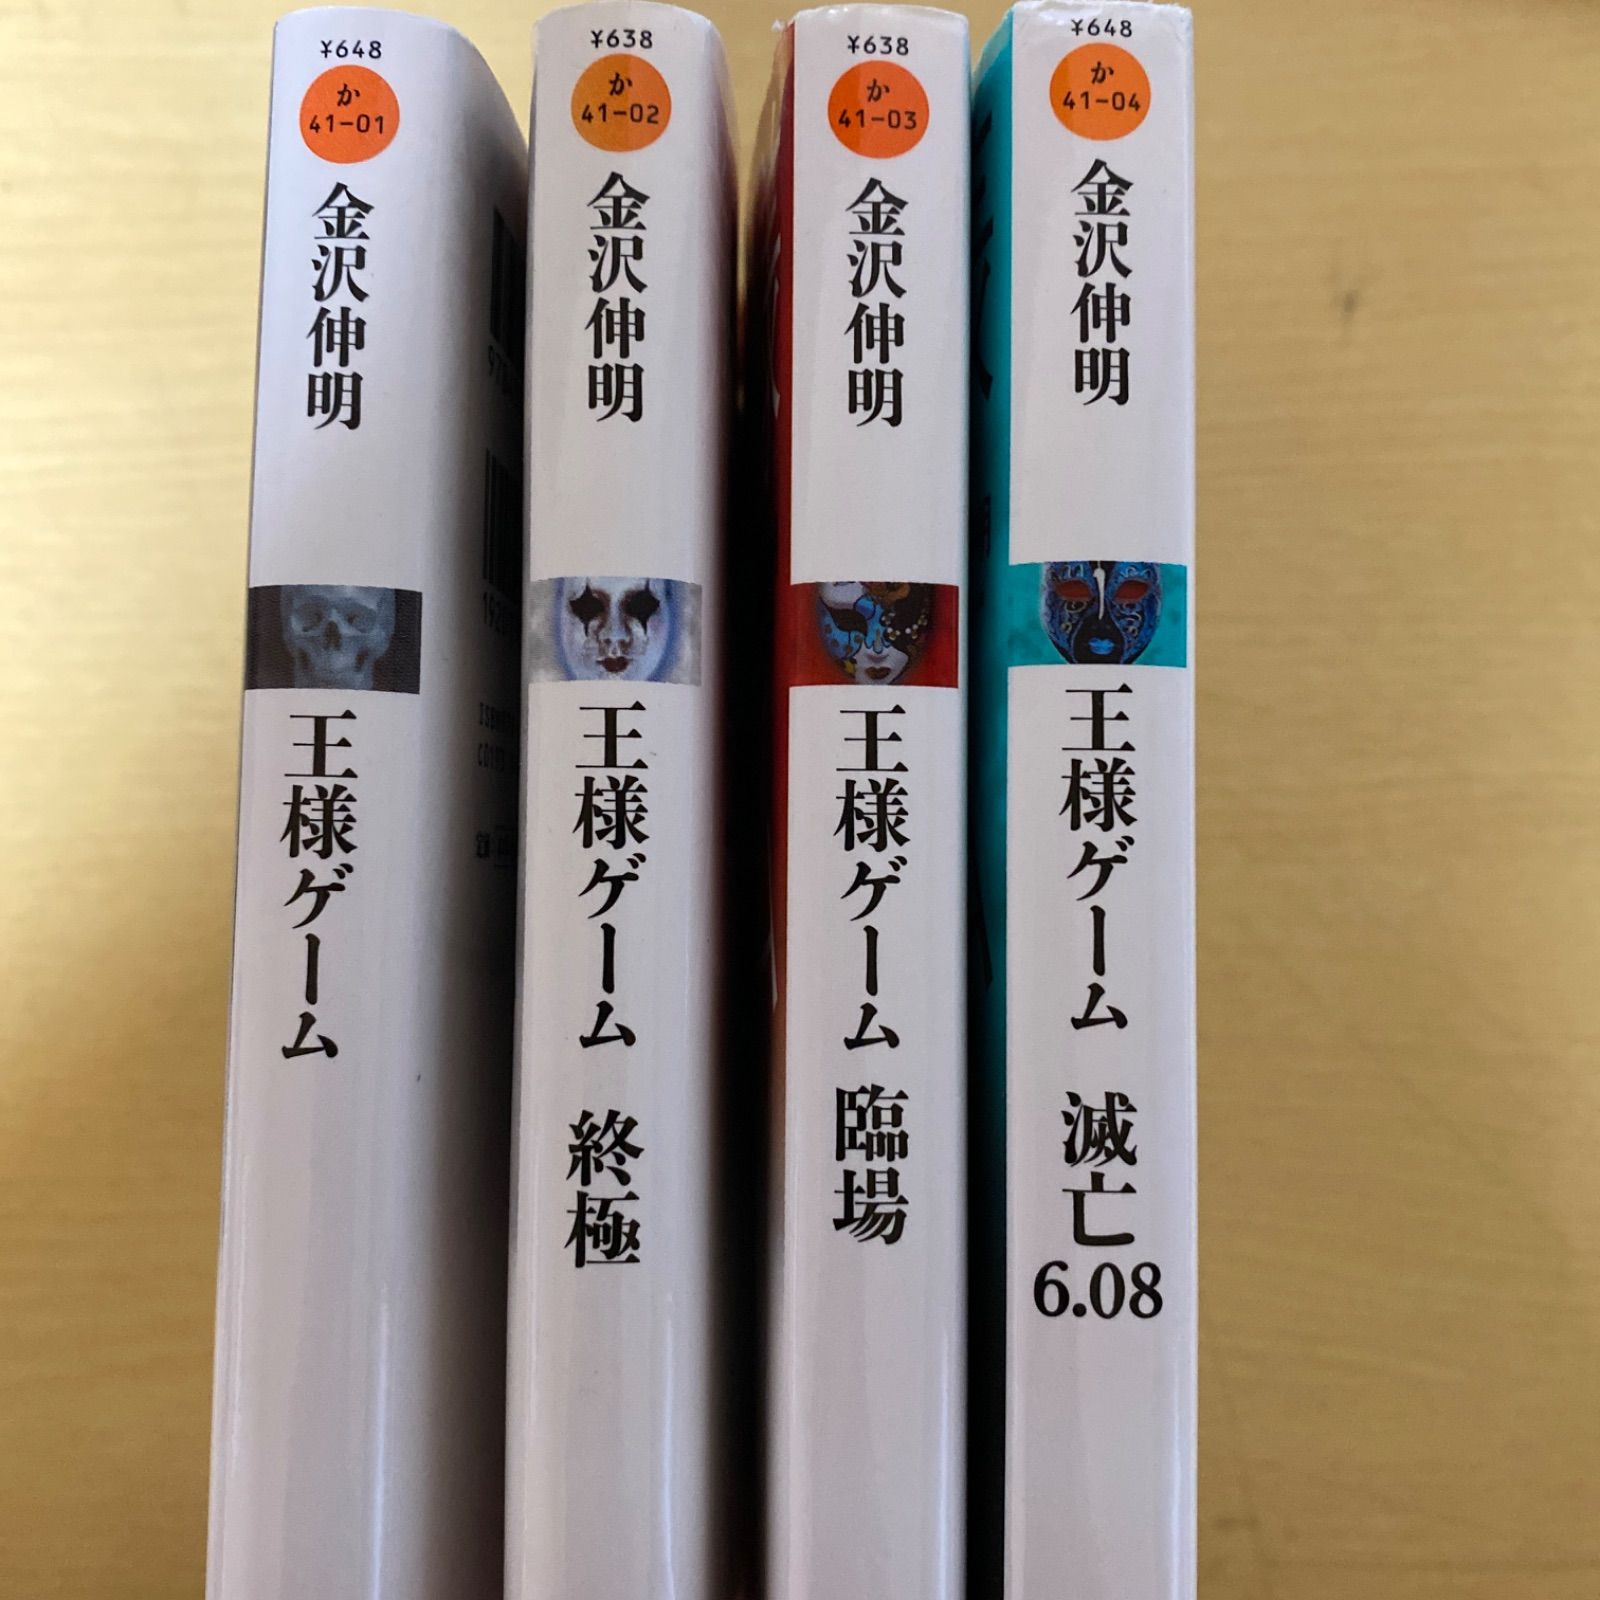 ¥648
か
41-01
金沢伸明
王様ゲーム
¥638
か
41-02
金沢伸明
王様ゲーム 終極
¥638
か
41-03
金沢伸明
王様ゲーム 臨場
¥648
か
41-04
金沢伸明
王様ゲーム 滅亡
6.08